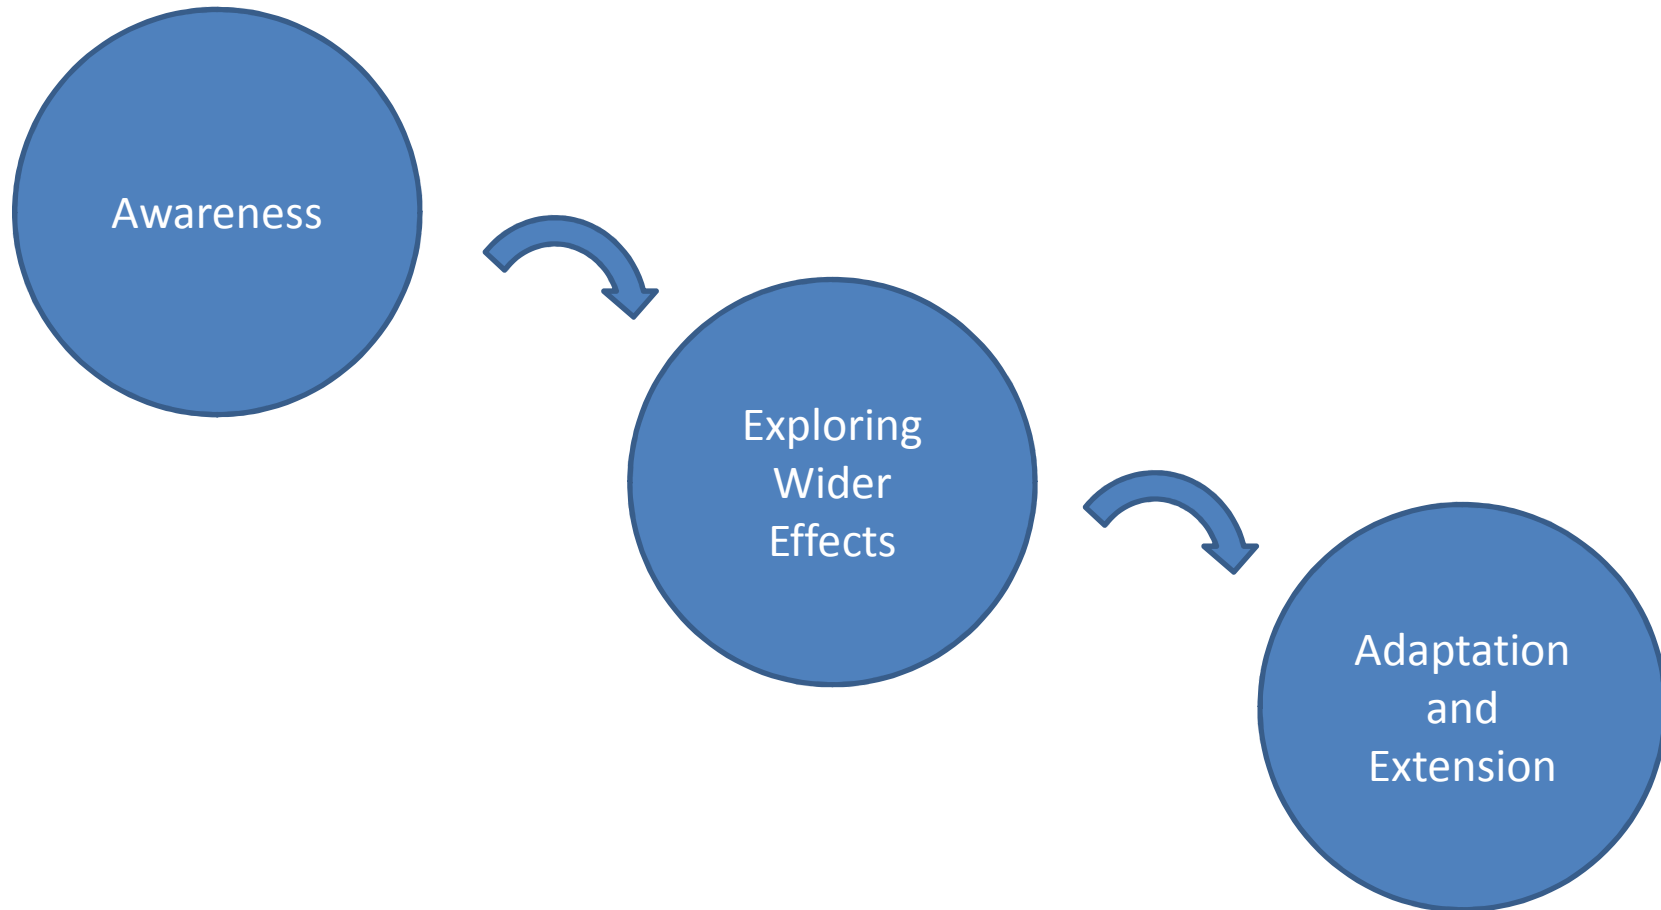 Awareness
Exploring
Wider
Effects
Adaptation
and
Extension